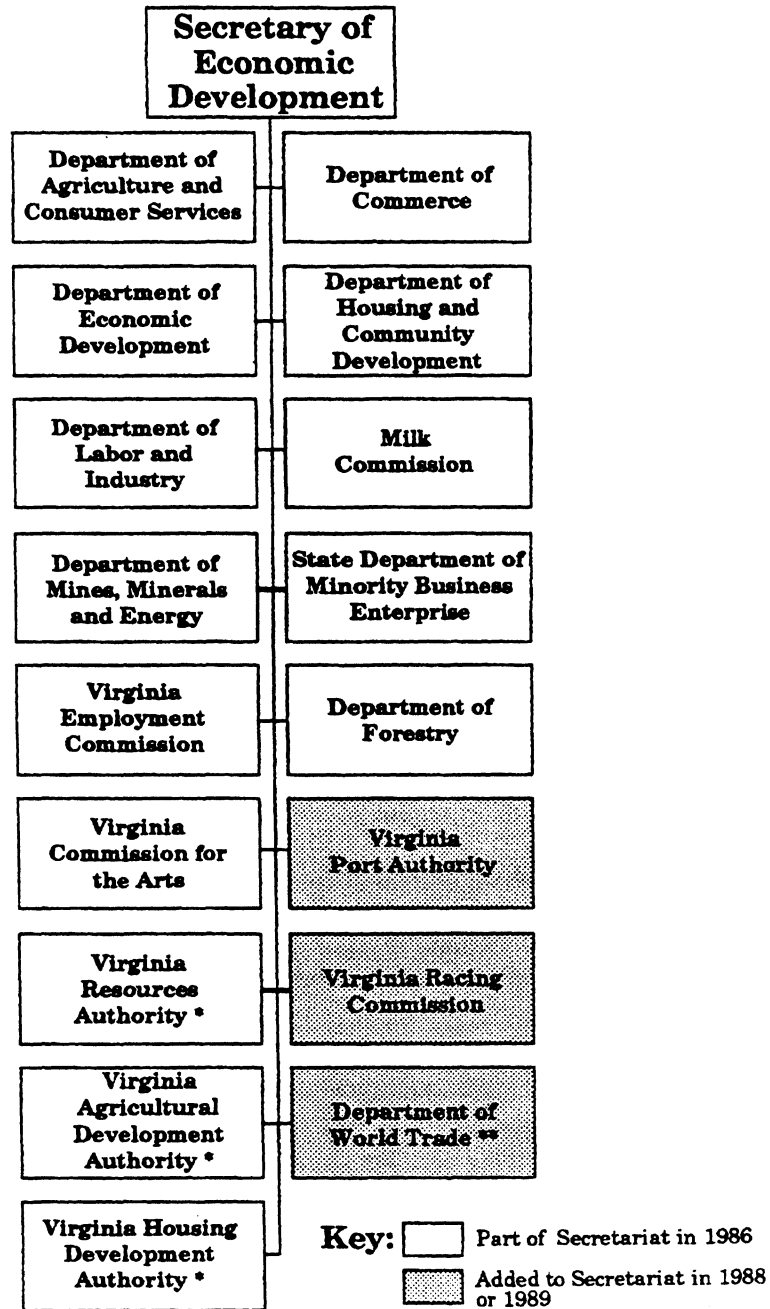 Secretary of
Economic
Development
Department of
Agriculture and
Consumer Services
Department of
Commerce
Department of
Economic
Development
Department of
Housing and
Community
Development
Department of
Labor and
Industry
Milk
Commission
Department of
Mines, Minerals
and Energy
State Department of
Minority Business
Enterprise
Virginia
Employment
Commission
Department of
Forestry
Virginia
Commission for
the Arts
Virginia
Port Authority
Virginia
Resources
Authority *
Virginia Racing
Commission
Virginia
Agricultural
Development
Authority *
Department of
World Trade **
Virginia Housing
Development
Authority *
Key:
Part of Secretariat in 1986
Added to Secretariat in 1988
or 1989